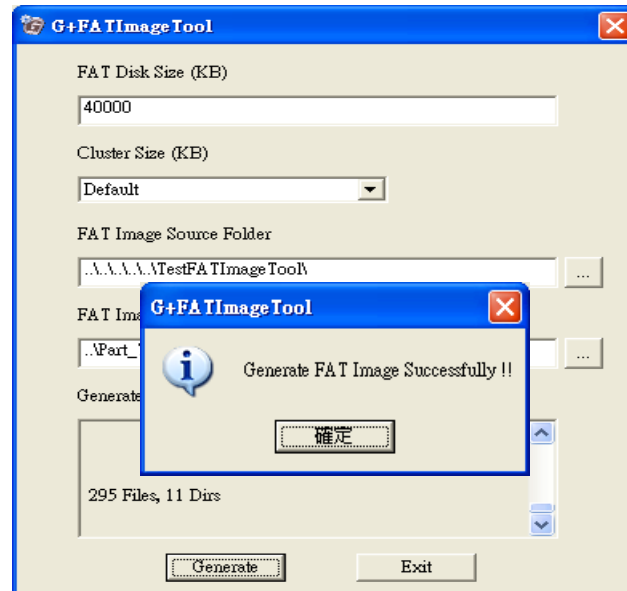 G+FATImageTool
FAT Disk Size (KB)
40000
Cluster Size (KB)
Default
FAT Image Source Folder
..\..\..\..\..\TestFATImageTool\
...
FAT Ima
G+FATImageTool
..\Part_
...
Generate FAT Image Successfully !!
Generate
確定
295 Files, 11 Dirs
Generate
Exit